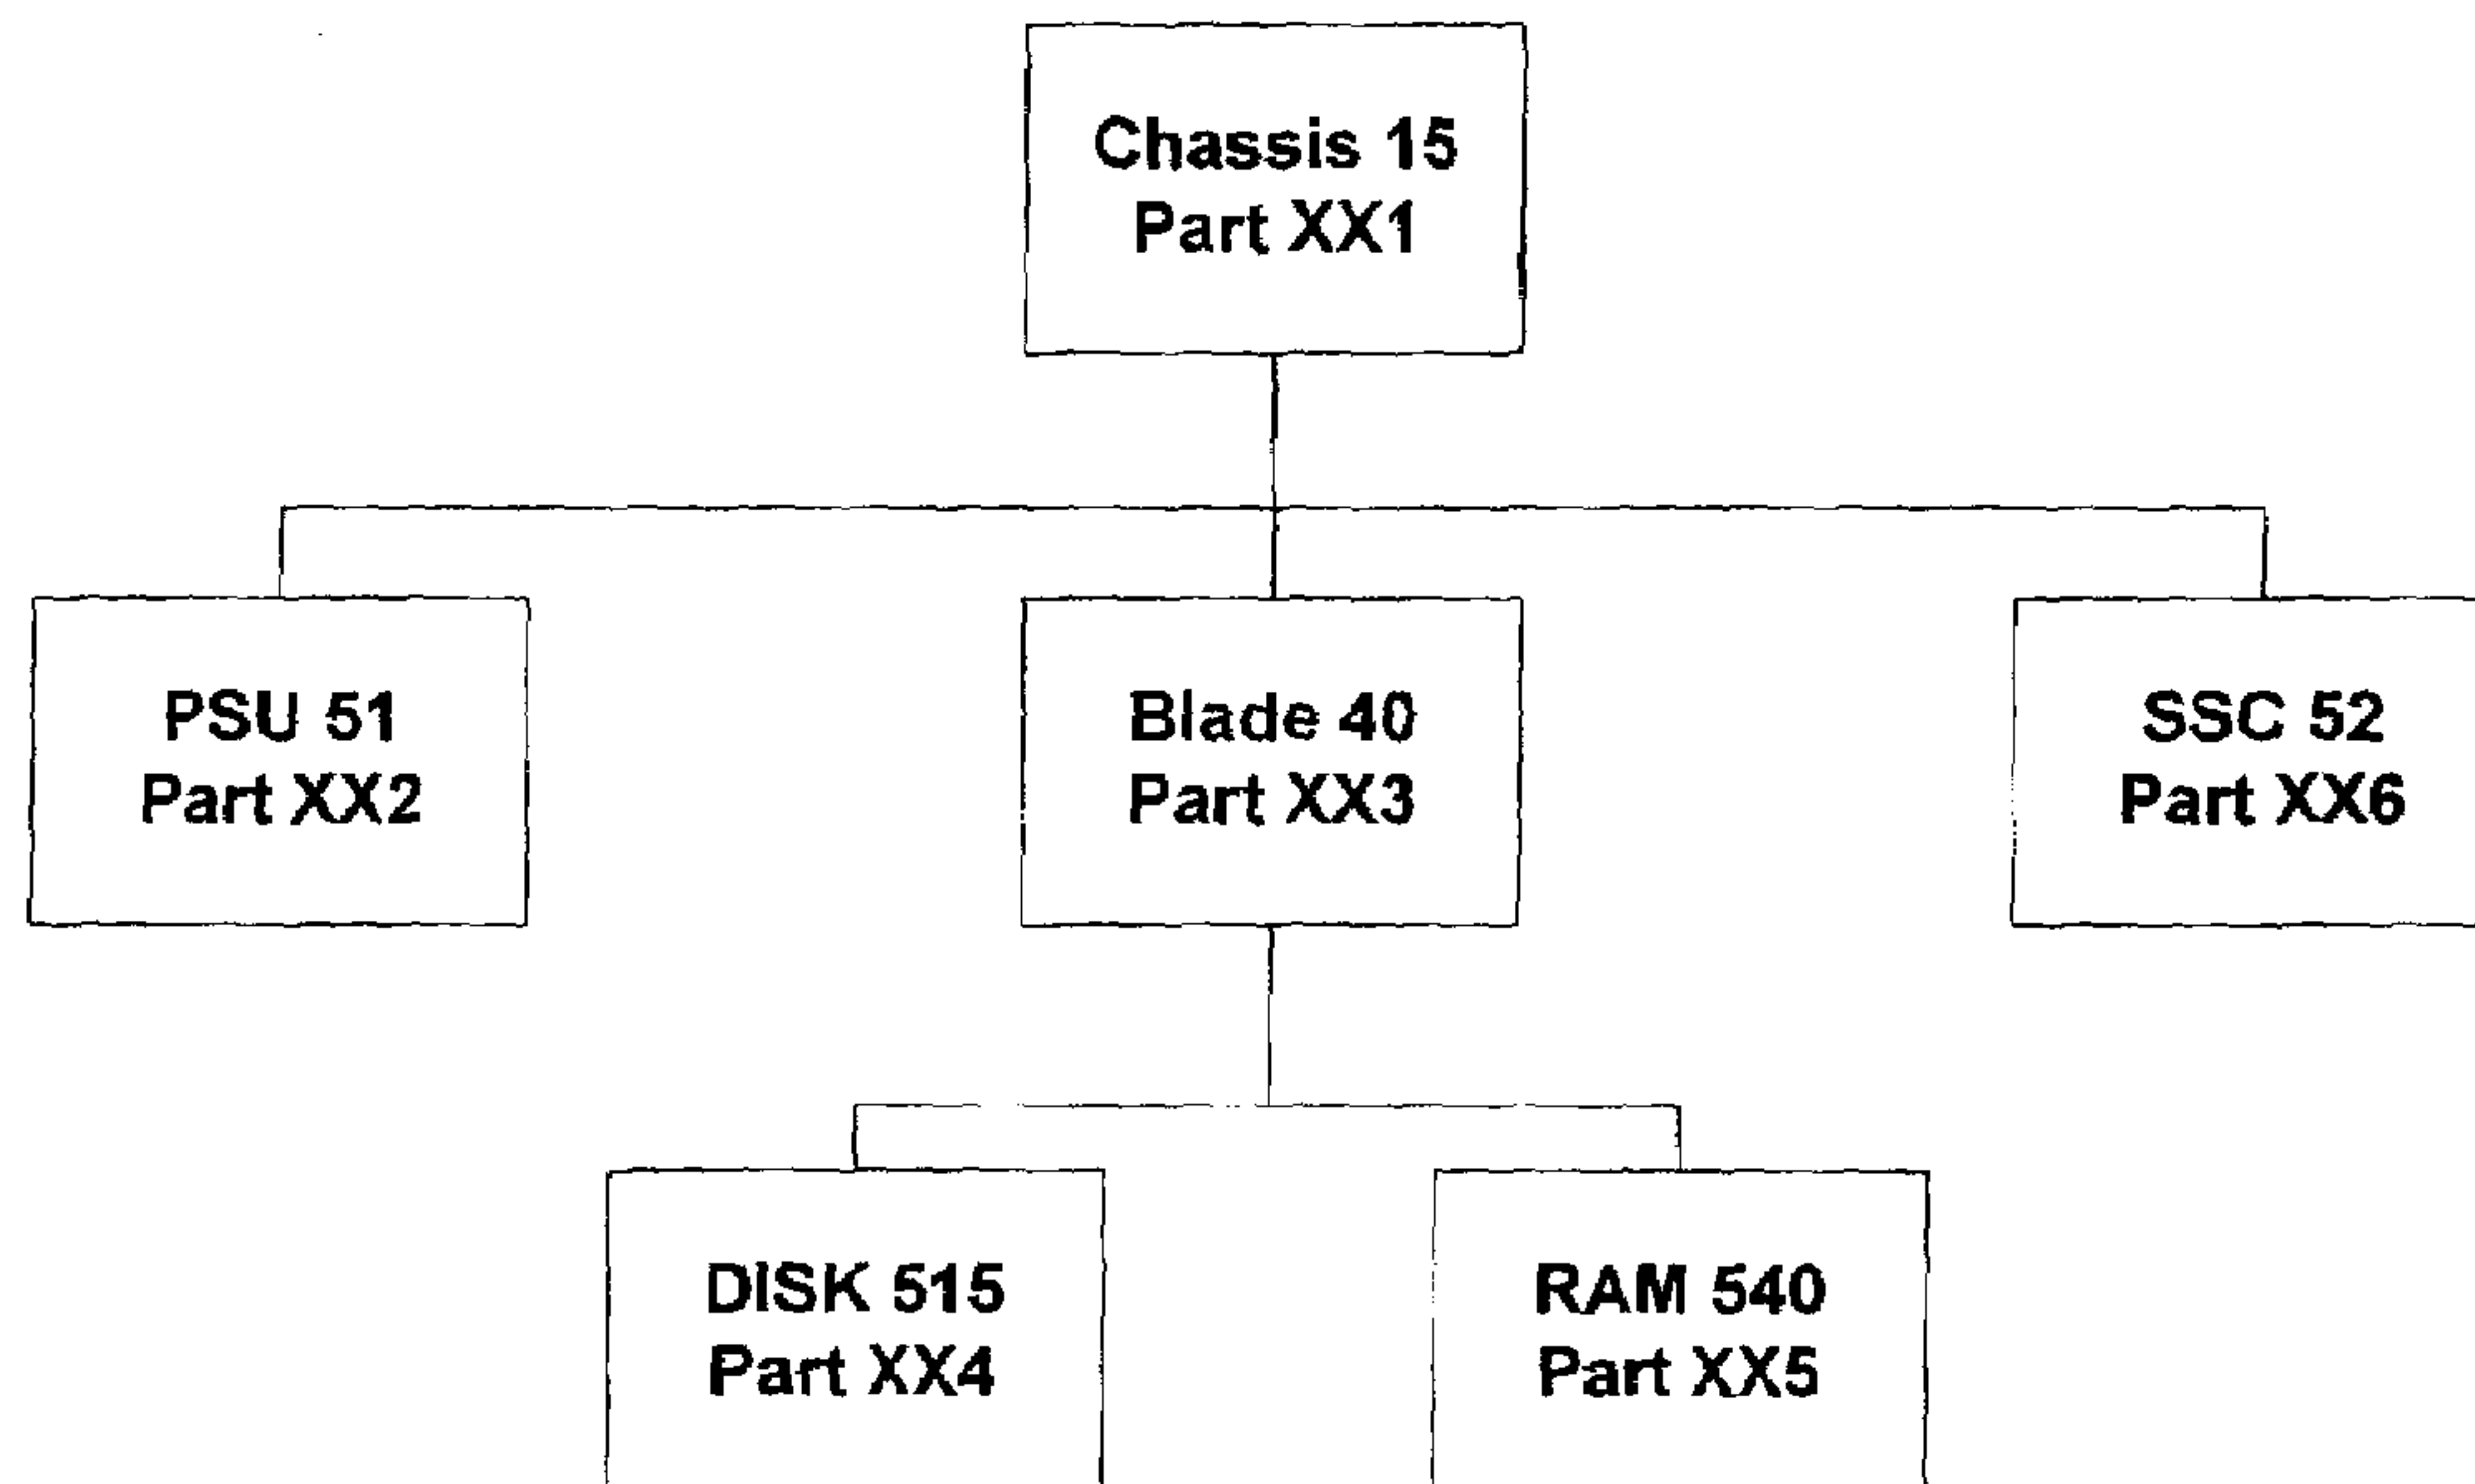 Chassis 15
Part XX1
PSU 51
Part XX2
Blade 40
Part XX3
SSC 52
Part XX6
DISK 515
Part XX4
RAM 540
Part XX5